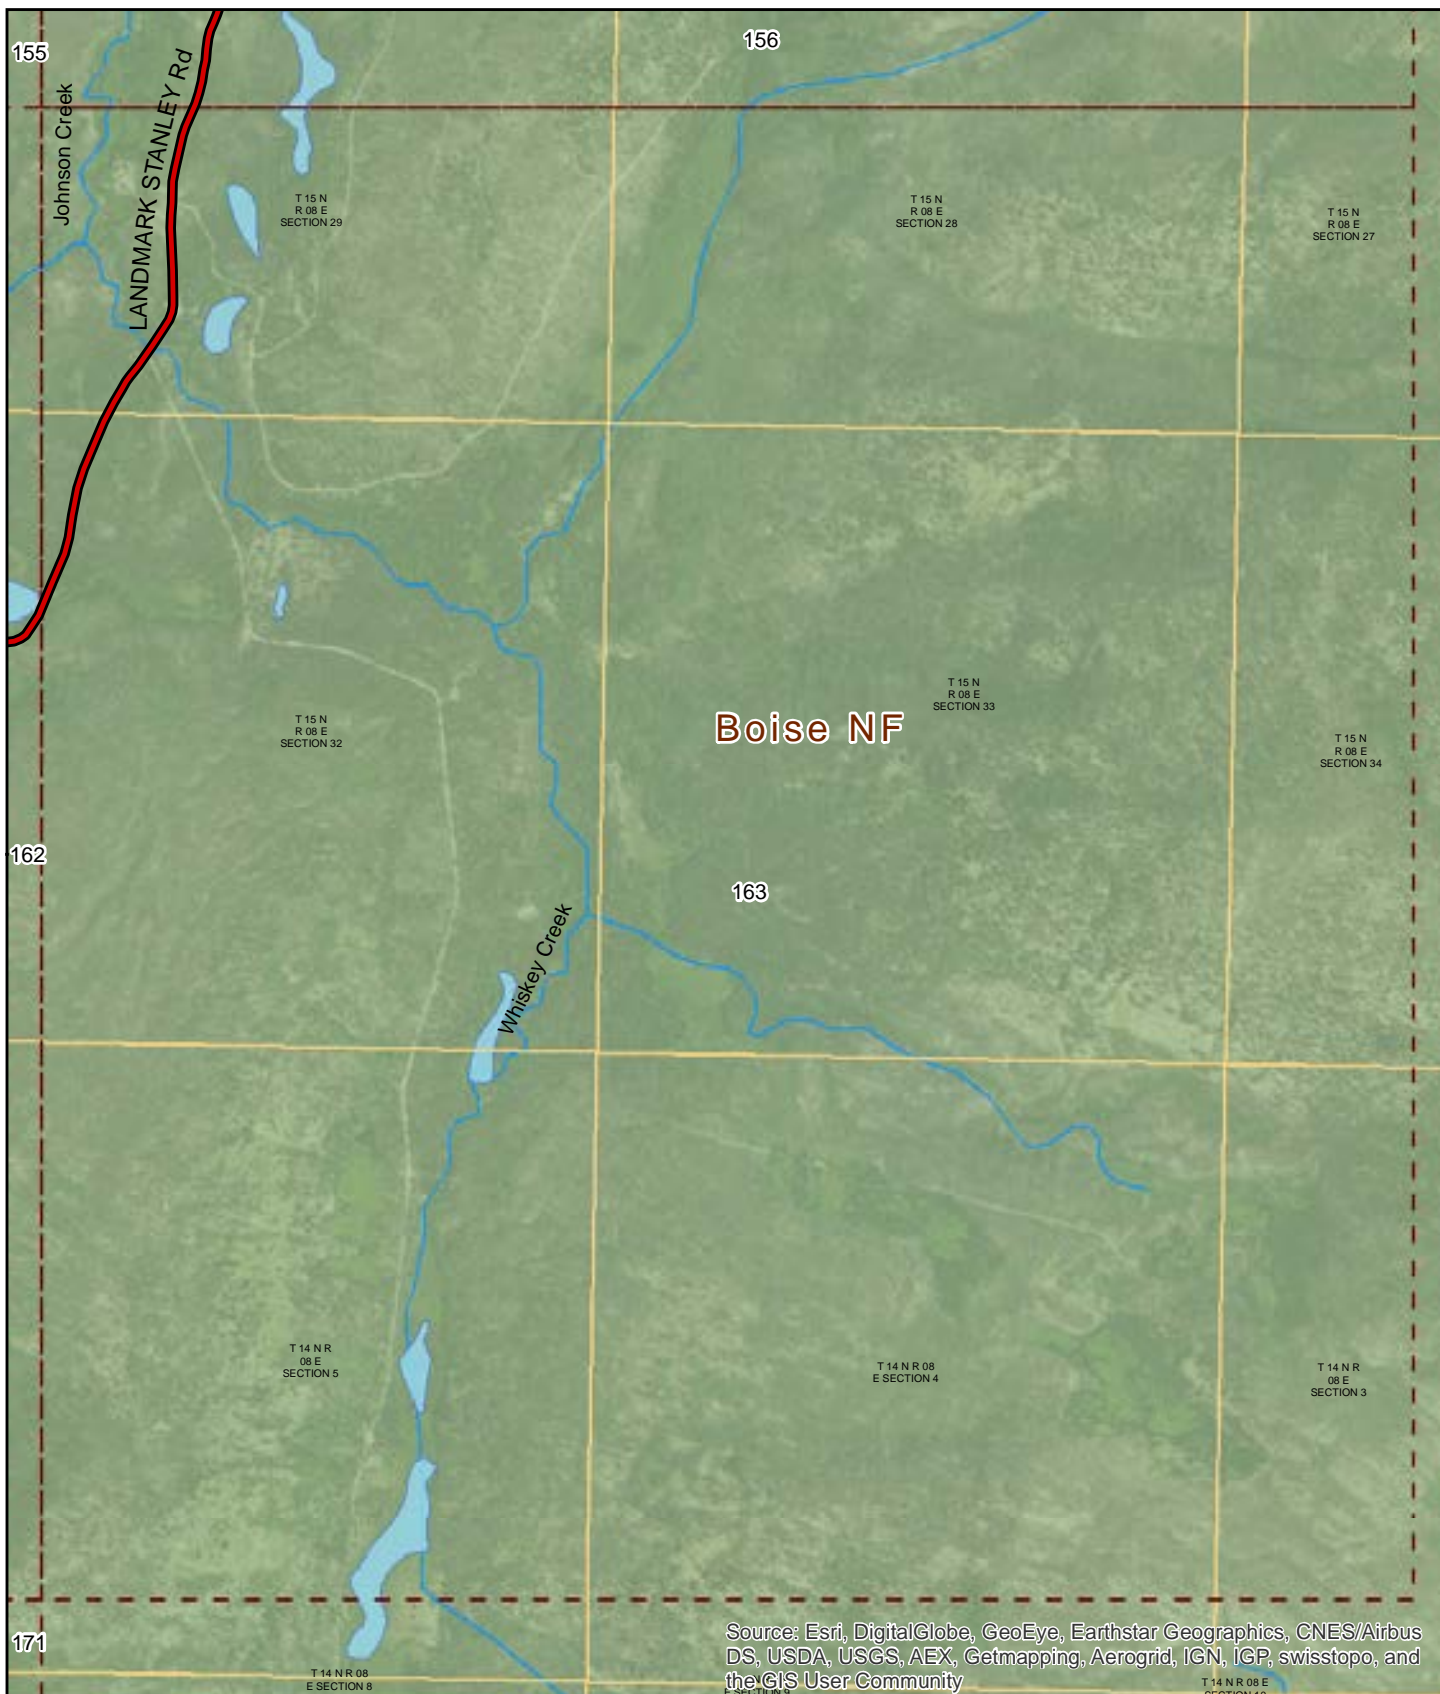 155
156
Johnson Creek
LANDMARK STANLEY Rd
T 15 N
R 08 E
SECTION 29
T 15 N
R 08 E
SECTION 28
T 15 N
R 08 E
SECTION 27
T 15 N
R 08 E
SECTION 32
Boise NF
T 15 N
R 08 E
SECTION 33
T 15 N
R 08 E
SECTION 34
162
163
Whiskey Creek
T 14 N R
08 E
SECTION 5
T 14 N R 08
E SECTION 4
T 14 N R
08 E
SECTION 3
171
Source: Esri, DigitalGlobe, GeoEye, Earthstar Geographics, CNES/Airbus
DS, USDA, USGS, AEX, Getmapping, Aerogrid, IGN, IGP, swisstopo, and
the GIS User Community
T 14 N R 08
E SECTION 8
E SECTION 9
T 14 N R 08 E
SECTION 10